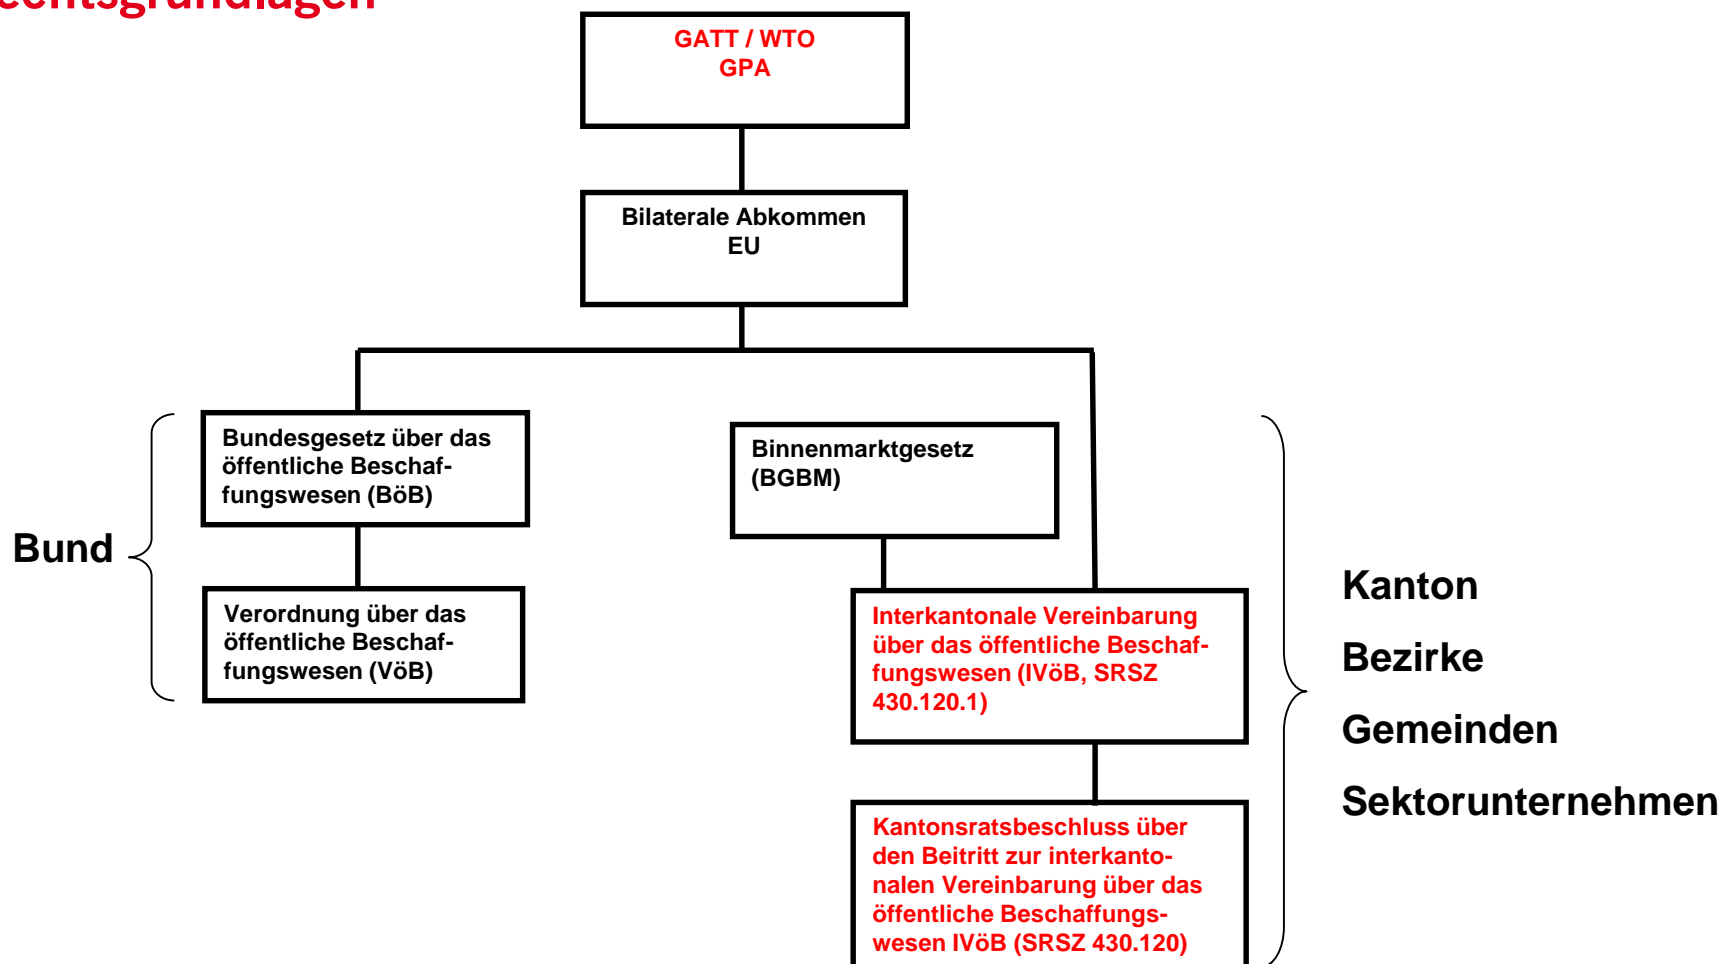 GATT / WTO
GPA
Bilaterale Abkommen
EU
Bund
Bundesgesetz über das
öffentliche Beschaf-
fungswesen (BöB)
Verordnung über das
öffentliche Beschaf-
fungswesen (VöB)
Binnenmarktgesetz
(BGBM)
Interkantonale Vereinbarung
über das öffentliche Beschaf-
fungswesen (IVöB, SRSZ
430.120.1)
Kantonsratsbeschluss über
den Beitritt zur interkanto-
nalen Vereinbarung über das
öffentliche Beschaffungs-
wesen IVöB (SRSZ 430.120)
Kanton
Bezirke
Gemeinden
Sektorunternehmen